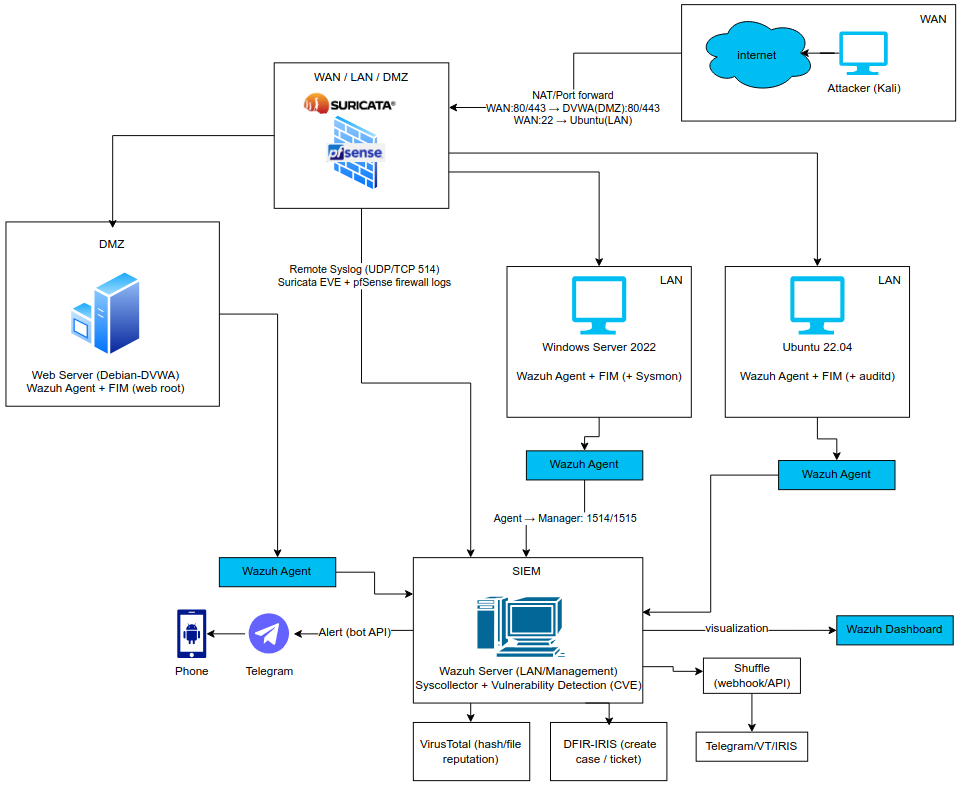 WAN
internet
Attacker (Kali)
WAN / LAN / DMZ
SURICATA®
pfsense
NAT/Port forward
WAN:80/443 → DVWA(DMZ):80/443
WAN:22 → Ubuntu(LAN)
DMZ
Web Server (Debian-DVWA)
Wazuh Agent + FIM (web root)
Remote Syslog (UDP/TCP 514)
Suricata EVE + pfSense firewall logs
LAN
Windows Server 2022
Wazuh Agent + FIM (+ Sysmon)
LAN
Ubuntu 22.04
Wazuh Agent + FIM (+ auditd)
Wazuh Agent
Wazuh Agent
Agent → Manager: 1514/1515
Wazuh Agent
SIEM
Wazuh Server (LAN/Management)
Syscollector + Vulnerability Detection (CVE)
Alert (bot API)
Phone
Telegram
visualization
Wazuh Dashboard
Shuffle
(webhook/API)
Telegram/VT/IRIS
VirusTotal (hash/file
reputation)
DFIR-IRIS (create
case / ticket)